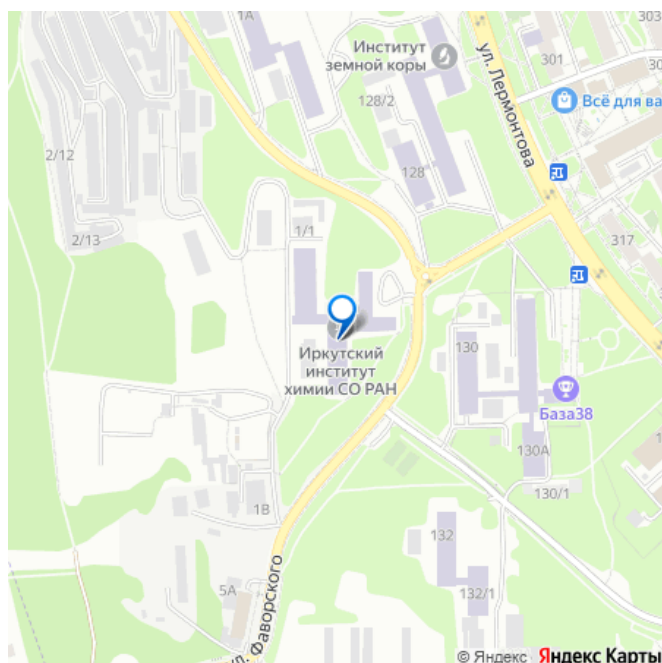 1А
Институт
земной коры
ул. Лермонтова
303
301
Всё для ва
128/2
2/12
128
1/1
2/13
317
130
Иркутский
институт
химии СО РАН
База38
130А
130/1
1В
132
5А
132/1
ул. Фаворского
© Яндекс Яндекс Карты